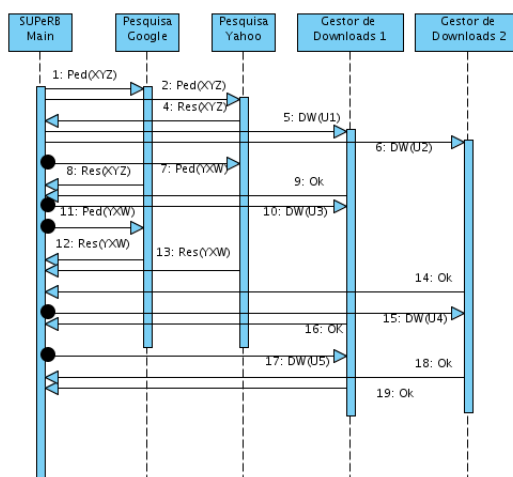 SUPeRB
Main
Pesquisa
Google
Pesquisa
Yahoo
Gestor de
Downloads 1
Gestor de
Downloads 2
1: Ped(XYZ)
2: Ped(XYZ)
4: Res(XYZ)
5: DW(U1)
6: DW(U2)
7: Ped(YXW)
8: Res(XYZ)
9: Ok
10: DW(U3)
11: Ped(YXW)
12: Res(YXW)
13: Res(YXW)
14: Ok
15: DW(U4)
16: OK
17: DW(U5)
18: Ok
19: Ok